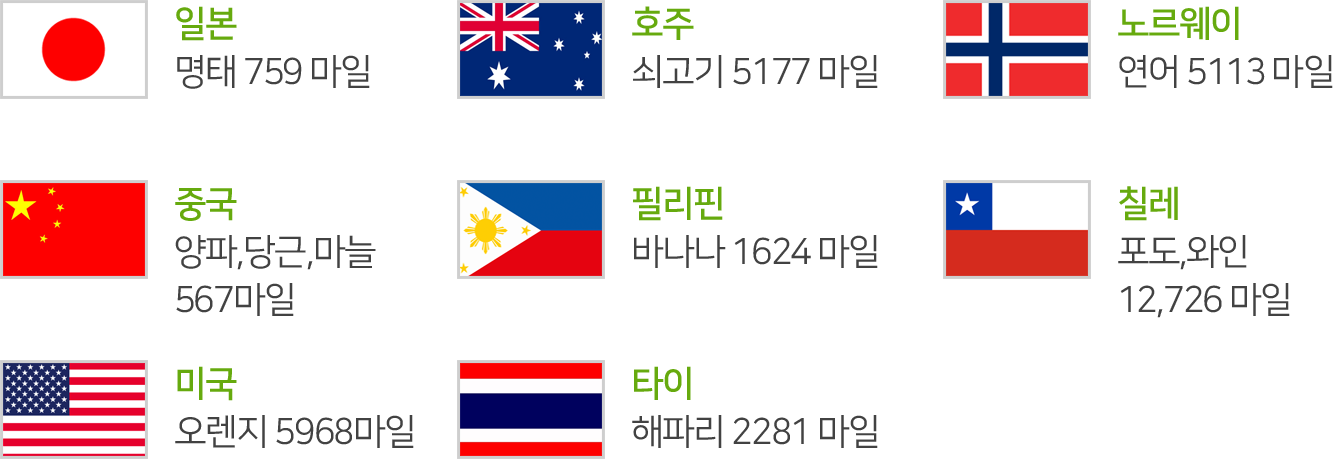 일본
명태 759 마일
호주
쇠고기 5177 마일
노르웨이
연어 5113 마일
중국
양파,당근,마늘
567마일
필리핀
바나나 1624 마일
칠레
포도,와인
12,726 마일
미국
오렌지 5968마일
타이
해파리 2281 마일